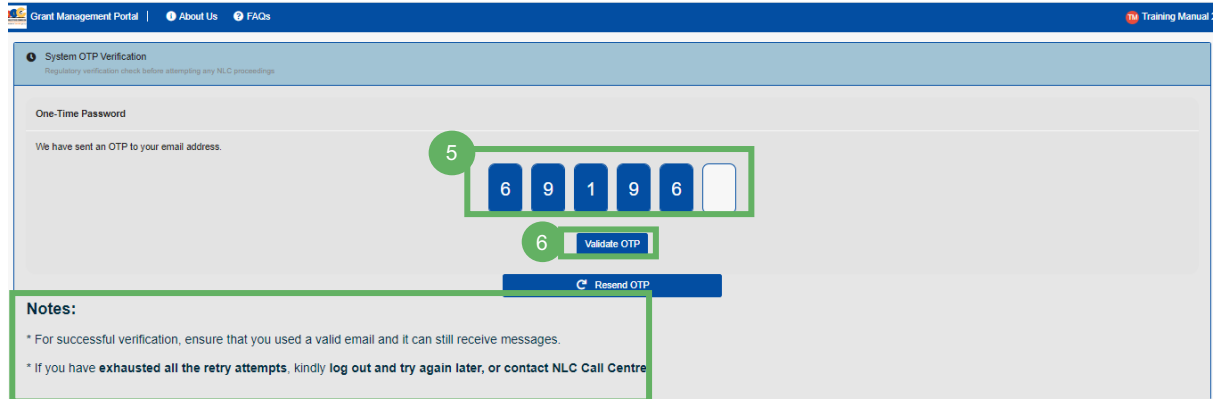 Grant Management Portal | About Us FAQs TM Training Manual 2
System OTP Verification
Regulatory verification check before attempting any NLC proceedings
One-Time Password
We have sent an OTP to your email address.
5
6 9 1 9 6
6 Validate OTP
Resend OTP
Notes:
* For successful verification, ensure that you used a valid email and it can still receive messages.
* If you have exhausted all the retry attempts, kindly log out and try again later, or contact NLC Call Centre